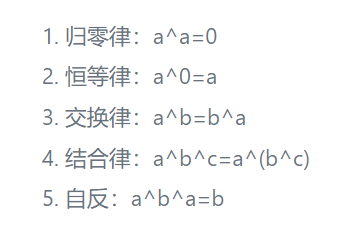 1. 归零律：a^a=0
2. 恒等律：a^0=a
3. 交换律：a^b=b^a
4. 结合律：a^b^c=a^(b^c)
5. 自反：a^b^a=b